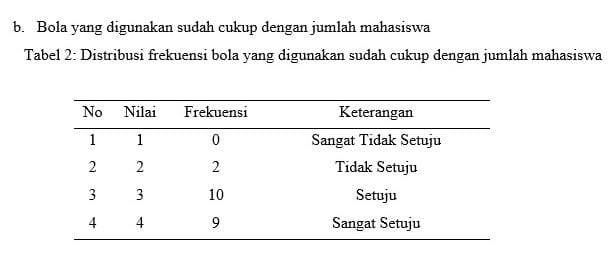 b. Bola yang digunakan sudah cukup dengan jumlah mahasiswa
Tabel 2: Distribusi frekuensi bola yang digunakan sudah cukup dengan jumlah mahasiswa
No Nilai Frekuensi Keterangan
1 1 0 Sangat Tidak Setuju
2 2 2 Tidak Setuju
3 3 10 Setuju
4 4 9 Sangat Setuju